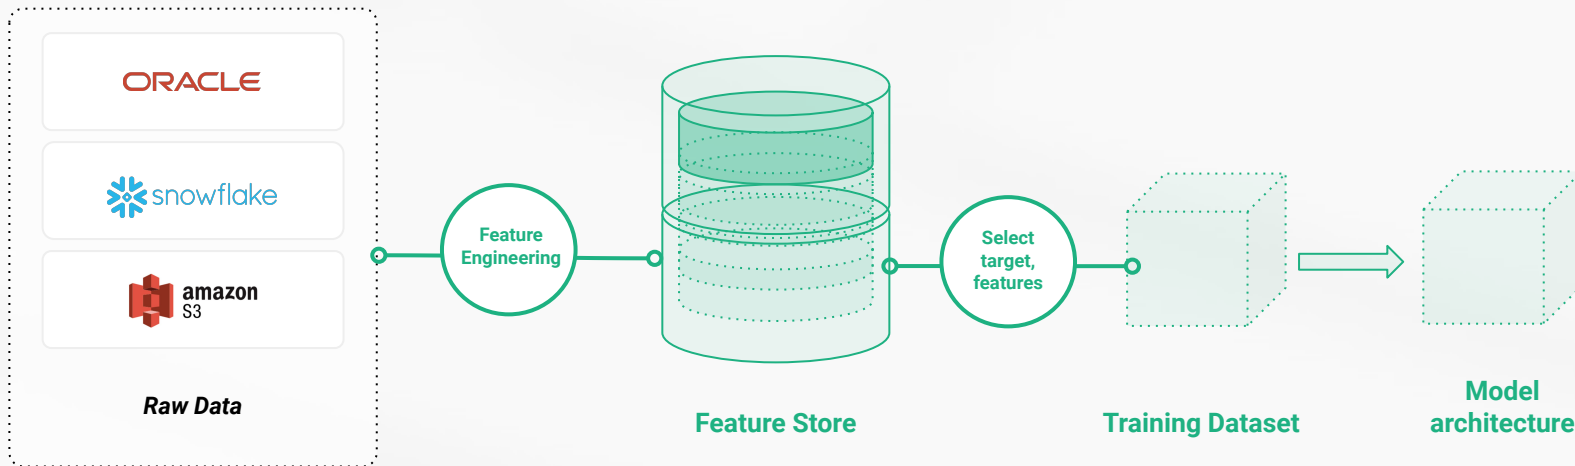 ORACLE
snowflake
amazon
S3
Raw Data
Feature
Engineering
Feature Store
Select
target,
features
Training Dataset
Model
architecture